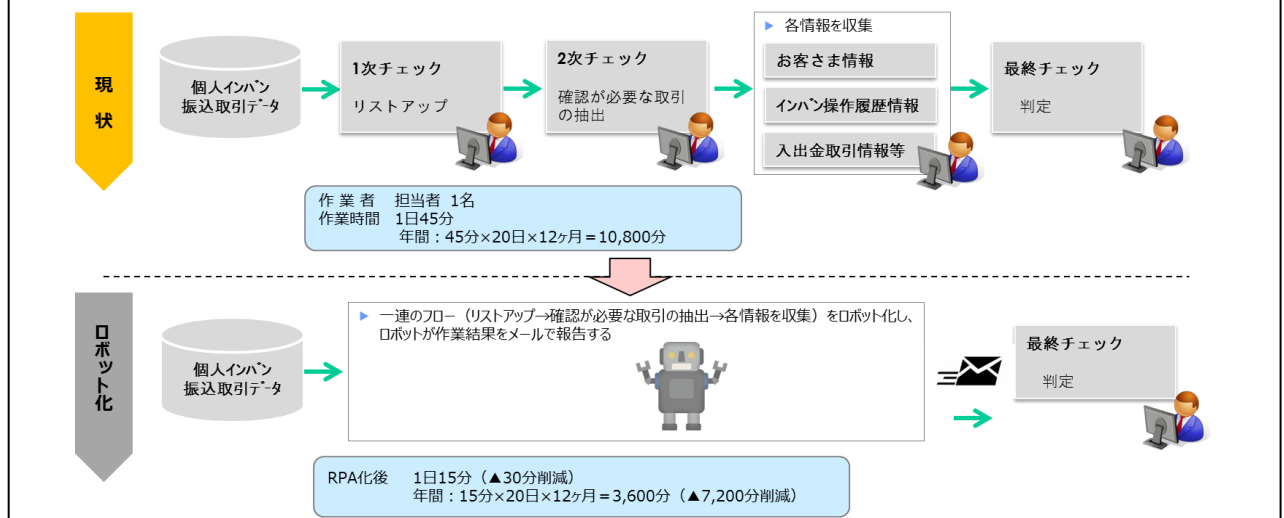 現状
個人インバン
振込取引データ
1次チェック
リストアップ
2次チェック
確認が必要な取引
の抽出
▶ 各情報を収集
お客さま情報
インバン操作履歴情報
入出金取引情報等
最終チェック
判定
作 業 者 担当者 1名
作業時間 1日45分
年間：45分×20日×12ヶ月＝10,800分
ロボット化
個人インバン
振込取引データ
▶ 一連のフロー（リストアップ→確認が必要な取引の抽出→各情報を収集）をロボット化し、
ロボットが作業結果をメールで報告する
最終チェック
判定
RPA化後 1日15分（▲30分削減）
年間：15分×20日×12ヶ月＝3,600分（▲7,200分削減）